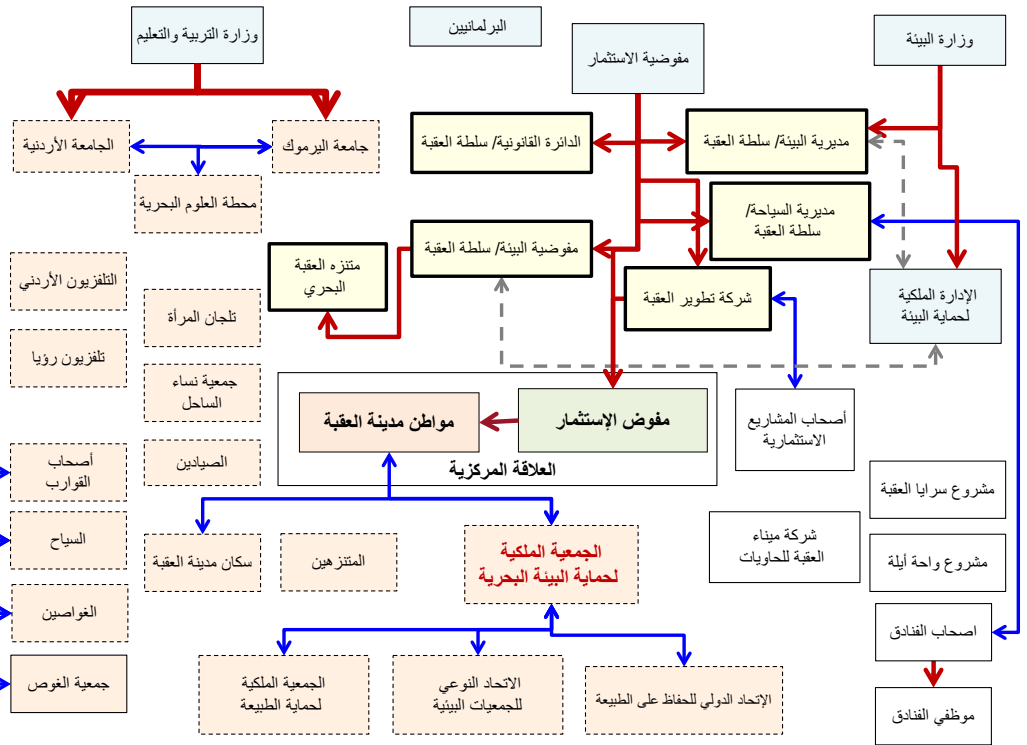 وزارة التربية والتعليم
البرلمانيين
مفوضية الاستثمار
وزارة البيئة
الجامعة الأردنية
جامعة اليرموك
الدائرة القانونية/ سلطة العقبة
مديرية البيئة/ سلطة العقبة
محطة العلوم البحرية
مديرية السياحة/
سلطة العقبة
مفوضية البيئة/ سلطة العقبة
متنزه العقبة
البحري
شركة تطوير العقبة
الإدارة الملكية
لحماية البيئة
التلفزيون الأردني
تلجان المرأة
تلفزيون رؤيا
جمعية نساء
الساحل
مفوض الإستثمار
مواطن مدينة العقبة
العلاقة المركزية
أصحاب المشاريع
الاستثمارية
أصحاب
القوارب
الصيادين
مشروع سرايا العقبة
السياح
سكان مدينة العقبة
المتنزهين
الجمعية الملكية
لحماية البيئة البحرية
شركة ميناء
العقبة للحاويات
مشروع واحة أيلة
الغواصين
اصحاب الفنادق
جمعية الغوص
الجمعية الملكية
لحماية الطبيعة
الاتحاد النوعي
للجمعيات البيئية
الإتحاد الدولي للحفاظ على الطبيعة
موظفي الفنادق